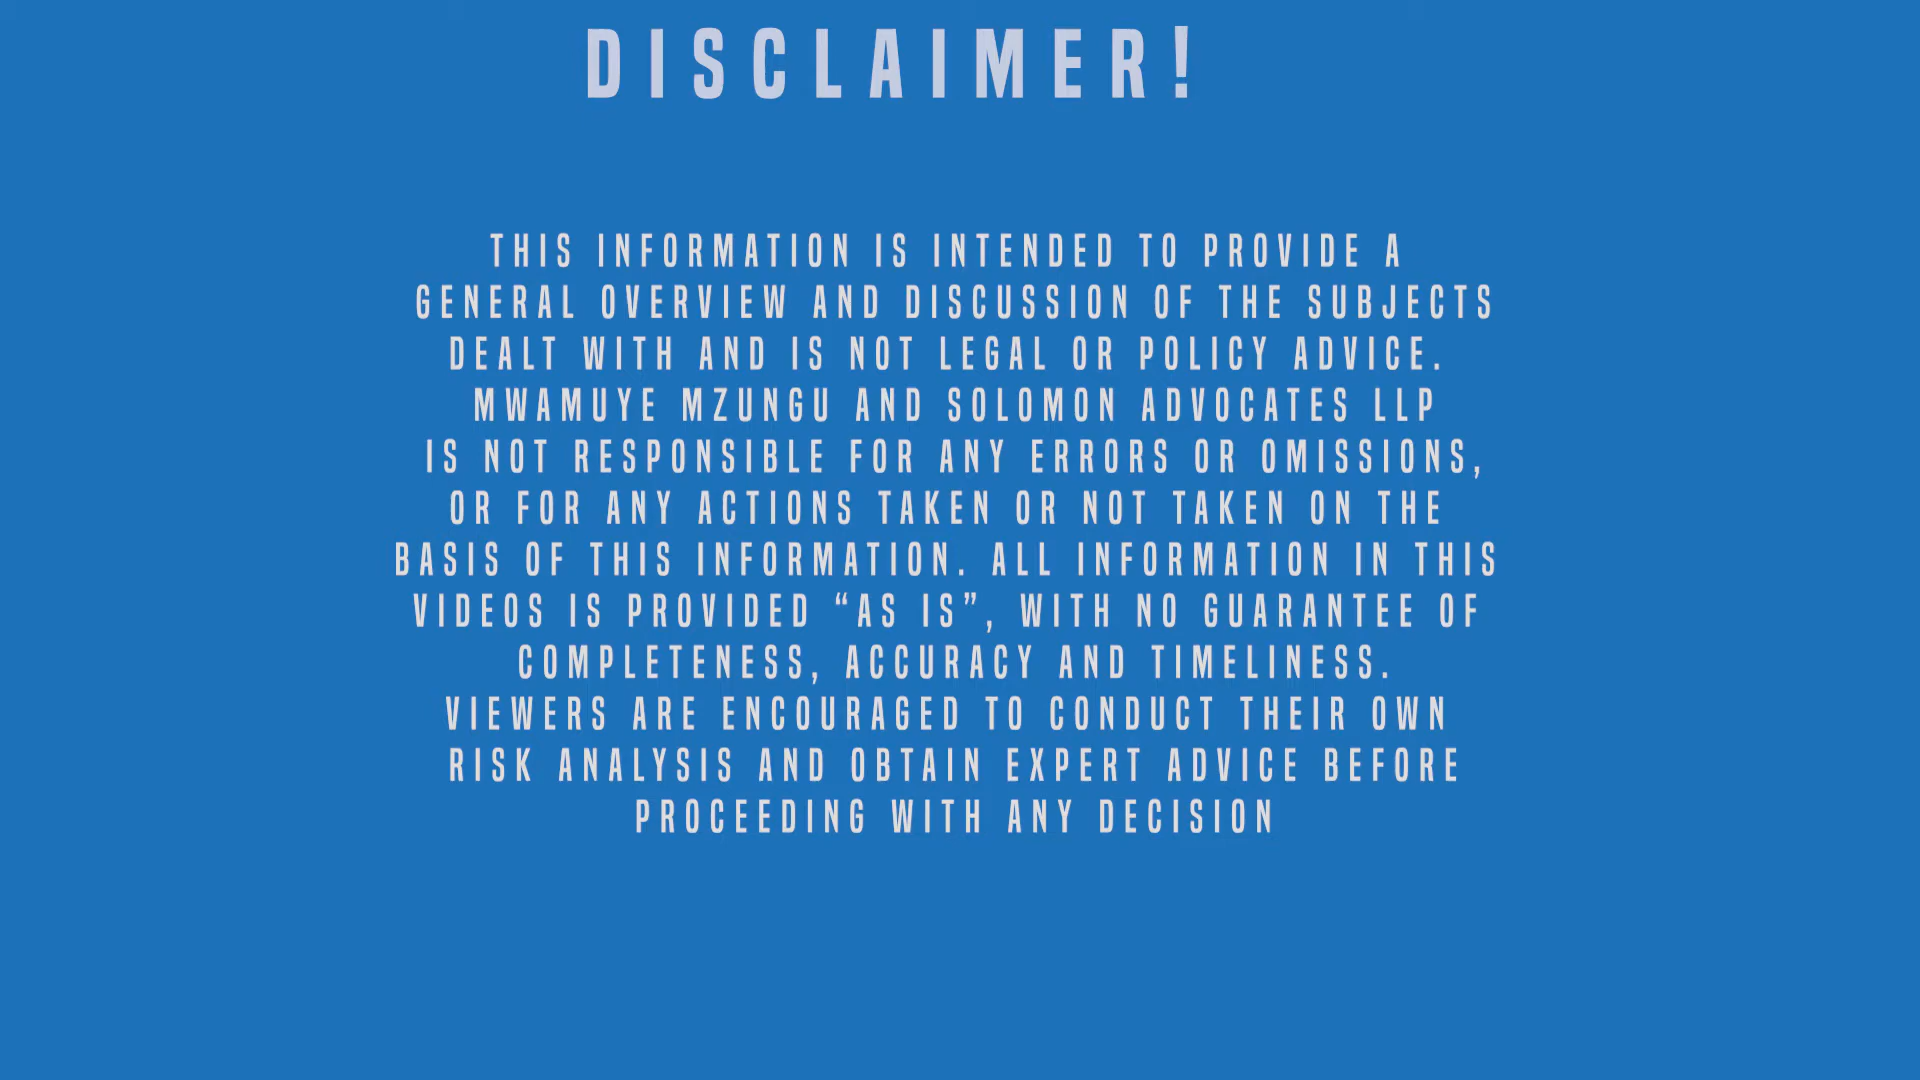 DISCLAIMER!
THIS INFORMATION IS INTENDED TO PROVIDE A
GENERAL OVERVIEW AND DISCUSSION OF THE SUBJECTS
DEALT WITH AND IS NOT LEGAL OR POLICY ADVICE.
MWAMUYE MZUNGU AND SOLOMON ADVOCATES LLP
IS NOT RESPONSIBLE FOR ANY ERRORS OR OMISSIONS,
OR FOR ANY ACTIONS TAKEN OR NOT TAKEN ON THE
BASIS OF THIS INFORMATION. ALL INFORMATION IN THIS
VIDEOS IS PROVIDED “AS IS”, WITH NO GUARANTEE OF
COMPLETENESS, ACCURACY AND TIMELINESS.
VIEWERS ARE ENCOURAGED TO CONDUCT THEIR OWN
RISK ANALYSIS AND OBTAIN EXPERT ADVICE BEFORE
PROCEEDING WITH ANY DECISION